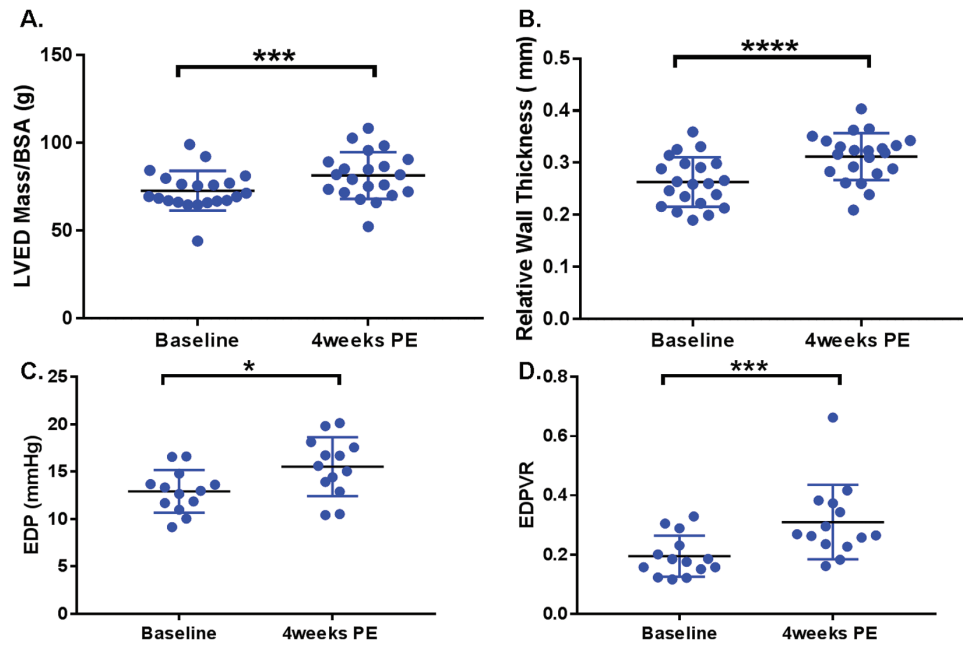 A.
LVED Mass/BSA (g)
150
100
50
0
***
Baseline
4weeks PE
B.
Relative Wall Thickness ( mm)
0.5
0.4
0.3
0.2
0.1
0.0
****
Baseline
4weeks PE
C.
EDP (mmHg)
25
20
15
10
5
0
*
Baseline
4weeks PE
D.
EDPVR
0.8
0.6
0.4
0.2
0.0
***
Baseline
4weeks PE